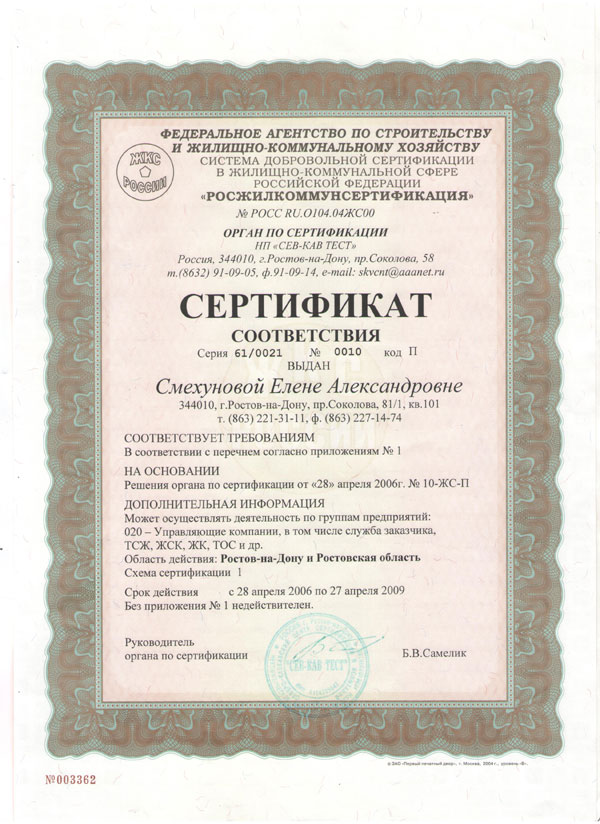 ФЕДЕРАЛЬНОЕ АГЕНТСТВО ПО СТРОИТЕЛЬСТВУ
И ЖИЛИЩНО-КОММУНАЛЬНОМУ ХОЗЯЙСТВУ
СИСТЕМА ДОБРОВОЛЬНОЙ СЕРТИФИКАЦИИ
В ЖИЛИЩНО-КОММУНАЛЬНОЙ СФЕРЕ
РОССИЙСКОЙ ФЕДЕРАЦИИ
«РОСЖИЛКОММУНСЕРТИФИКАЦИЯ»
ЖКС
РОССИИ
№ РОСС RU.О104.04ЖС00
ОРГАН ПО СЕРТИФИКАЦИИ
НП «СЕВ-КАВ ТЕСТ»
Россия, 344010, г.Ростов-на-Дону, пр.Соколова, 58
т.(8632) 91-09-05, ф.91-09-14, e-mail: skvcnt@aaanet.ru
СЕРТИФИКАТ
СООТВЕТСТВИЯ
Серия 61/0021 № 0010 код П
ВЫДАН
Смехуновой Елене Александровне
344010, г.Ростов-на-Дону, пр.Соколова, 81/1, кв.101
т. (863) 221-31-11, ф. (863) 227-14-74
СООТВЕТСТВУЕТ ТРЕБОВАНИЯМ
В соответствии с перечнем согласно приложениям № 1
НА ОСНОВАНИИ
Решения органа по сертификации от «28» апреля 2006г. № 10-ЖС-П
ДОПОЛНИТЕЛЬНАЯ ИНФОРМАЦИЯ
Может осуществлять деятельность по группам предприятий:
020 – Управляющие компании, в том числе служба заказчика,
ТСЖ, ЖСК, ЖК, ТОС и др.
Область действия: Ростов-на-Дону и Ростовская область
Схема сертификации 1
Срок действия с 28 апреля 2006 по 27 апреля 2009
Без приложения № 1 недействителен.
Руководитель
органа по сертификации
Б.В.Самелик
"СЕВ-КАВ ТЕСТ"
© ЗАО «Первый печатный двор», г. Москва, 2004 г., уровень «В».
№003362